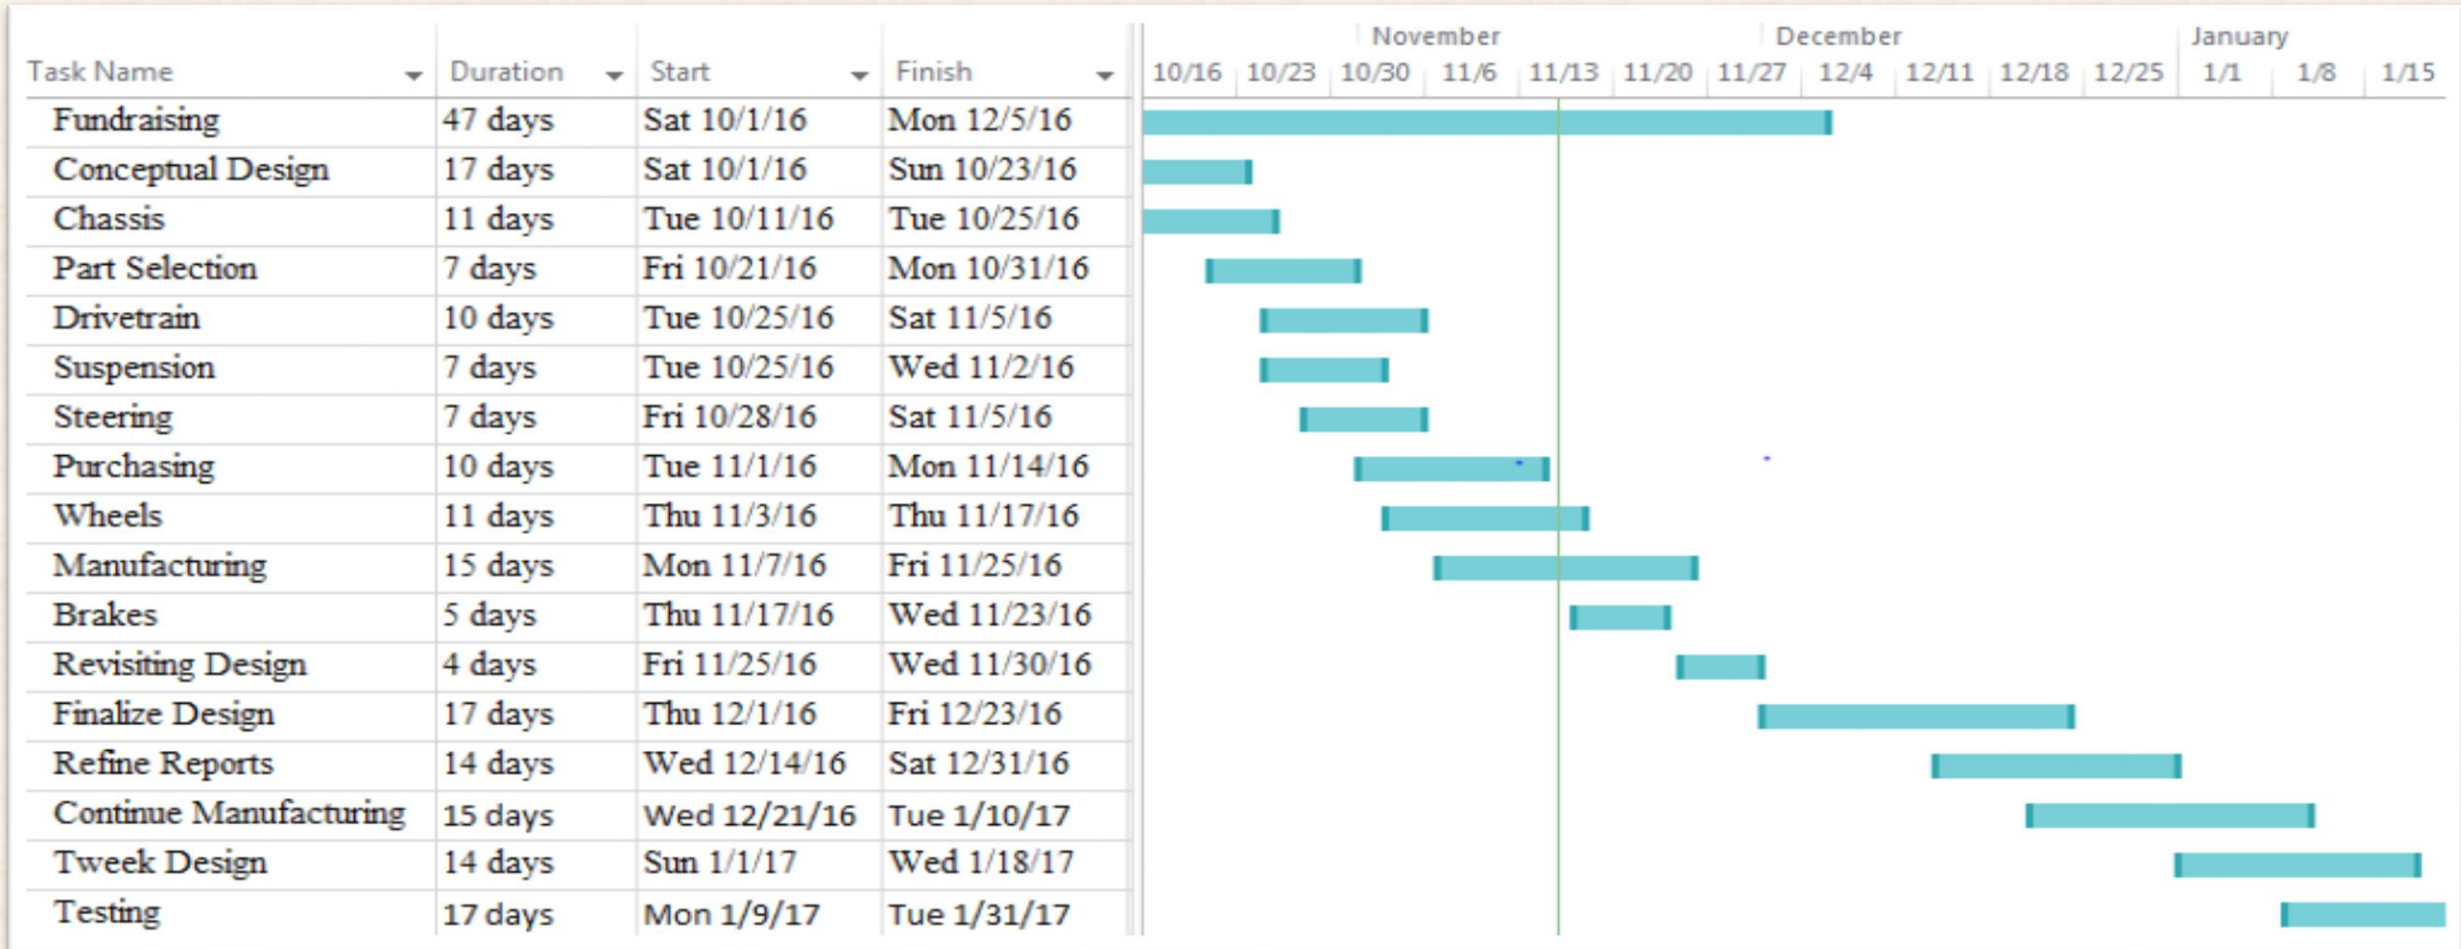 November December January
Task Name Duration Start Finish 10/16 10/23 10/30 11/6 11/13 11/20 11/27 12/4 12/11 12/18 12/25 1/1 1/8 1/15
Fundraising 47 days Sat 10/1/16 Mon 12/5/16
Conceptual Design 17 days Sat 10/1/16 Sun 10/23/16
Chassis 11 days Tue 10/11/16 Tue 10/25/16
Part Selection 7 days Fri 10/21/16 Mon 10/31/16
Drivetrain 10 days Tue 10/25/16 Sat 11/5/16
Suspension 7 days Tue 10/25/16 Wed 11/2/16
Steering 7 days Fri 10/28/16 Sat 11/5/16
Purchasing 10 days Tue 11/1/16 Mon 11/14/16
Wheels 11 days Thu 11/3/16 Thu 11/17/16
Manufacturing 15 days Mon 11/7/16 Fri 11/25/16
Brakes 5 days Thu 11/17/16 Wed 11/23/16
Revisiting Design 4 days Fri 11/25/16 Wed 11/30/16
Finalize Design 17 days Thu 12/1/16 Fri 12/23/16
Refine Reports 14 days Wed 12/14/16 Sat 12/31/16
Continue Manufacturing 15 days Wed 12/21/16 Tue 1/10/17
Tweek Design 14 days Sun 1/1/17 Wed 1/18/17
Testing 17 days Mon 1/9/17 Tue 1/31/17